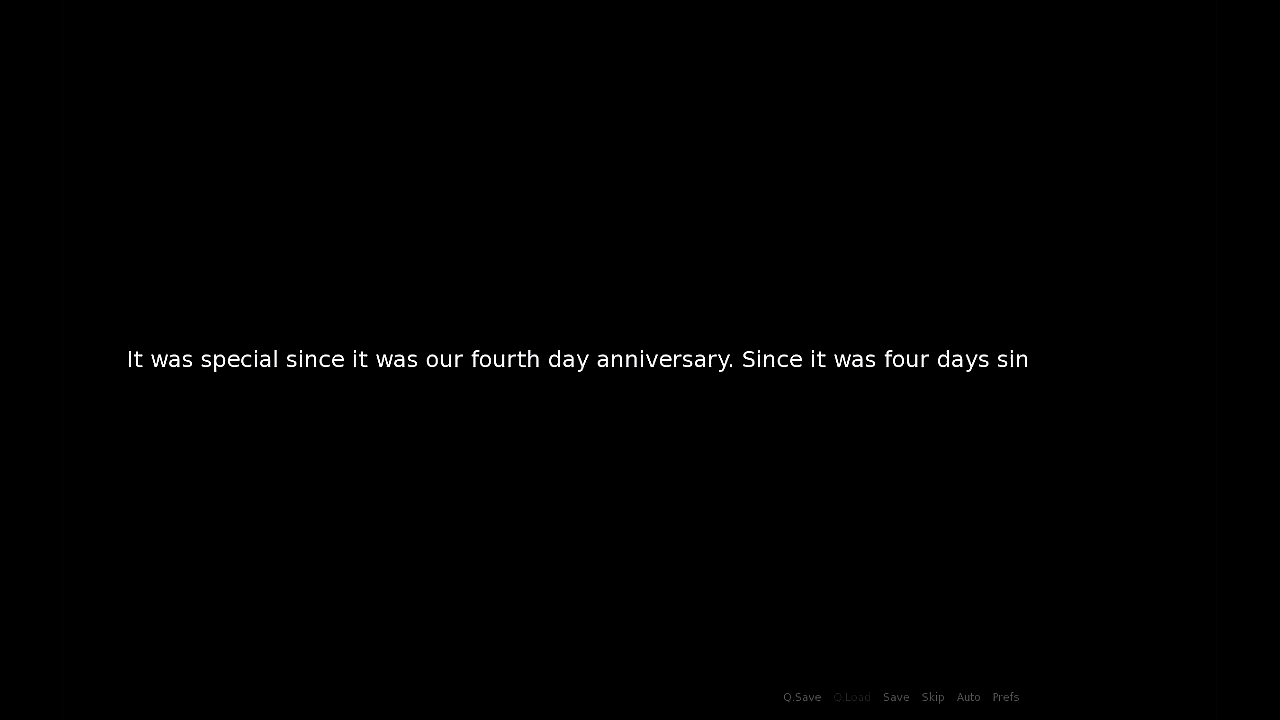 It was special since it was our fourth day anniversary. Since it was four days sin
Q.Save Q.Load Save Skip Auto Prefs